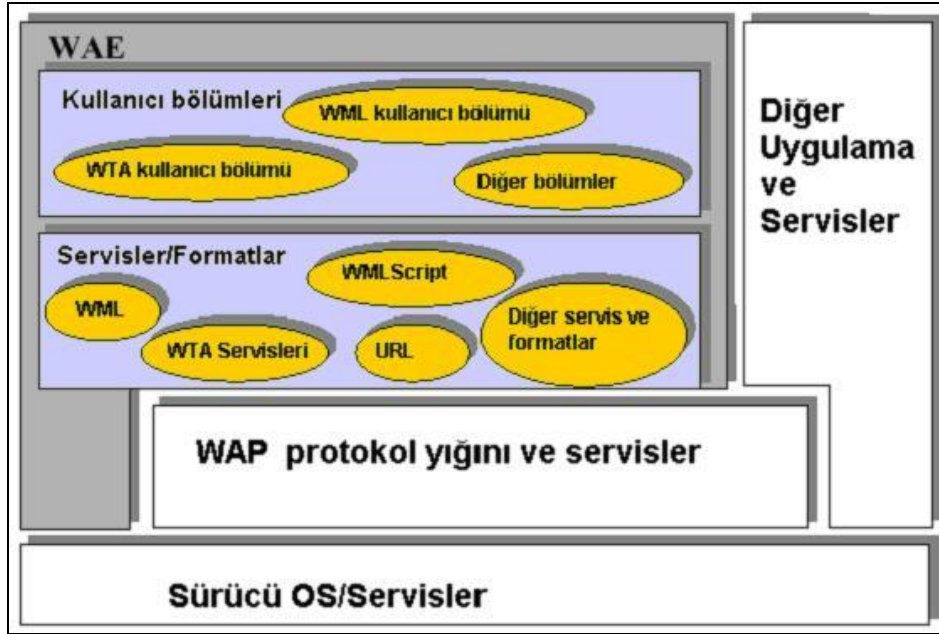 WAE
Kullanıcı bölümleri
WML kullanıcı bölümü
WTA kullanıcı bölümü
Diğer bölümler
Servisler/Formatlar
WMLScript
WML
Diğer servis ve
formatlar
WTA Servisleri
URL
Diğer
Uygulama
ve
Servisler
WAP protokol yığını ve servisler
Sürücü OS/Servisler